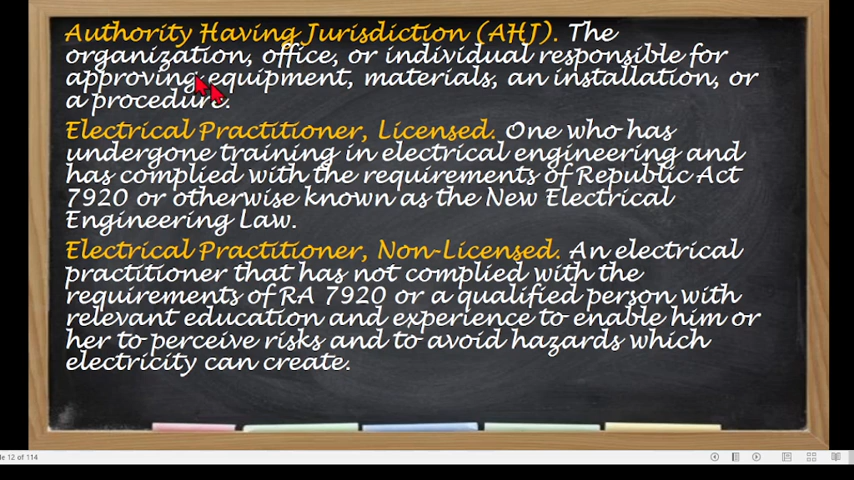 Authority Having Jurisdiction (AHJ). The
organization, office, or individual responsible for
approving equipment, materials, an installation, or
a procedure.
Electrical Practitioner, Licensed. One who has
undergone training in electrical engineering and
has complied with the requirements of Republic Act
7920 or otherwise known as the New Electrical
Engineering Law.
Electrical Practitioner, Non-Licensed. An electrical
practitioner that has not complied with the
requirements of RA 7920 or a qualified person with
relevant education and experience to enable him or
her to perceive risks and to avoid hazards which
electricity can create.
de 12 of 114